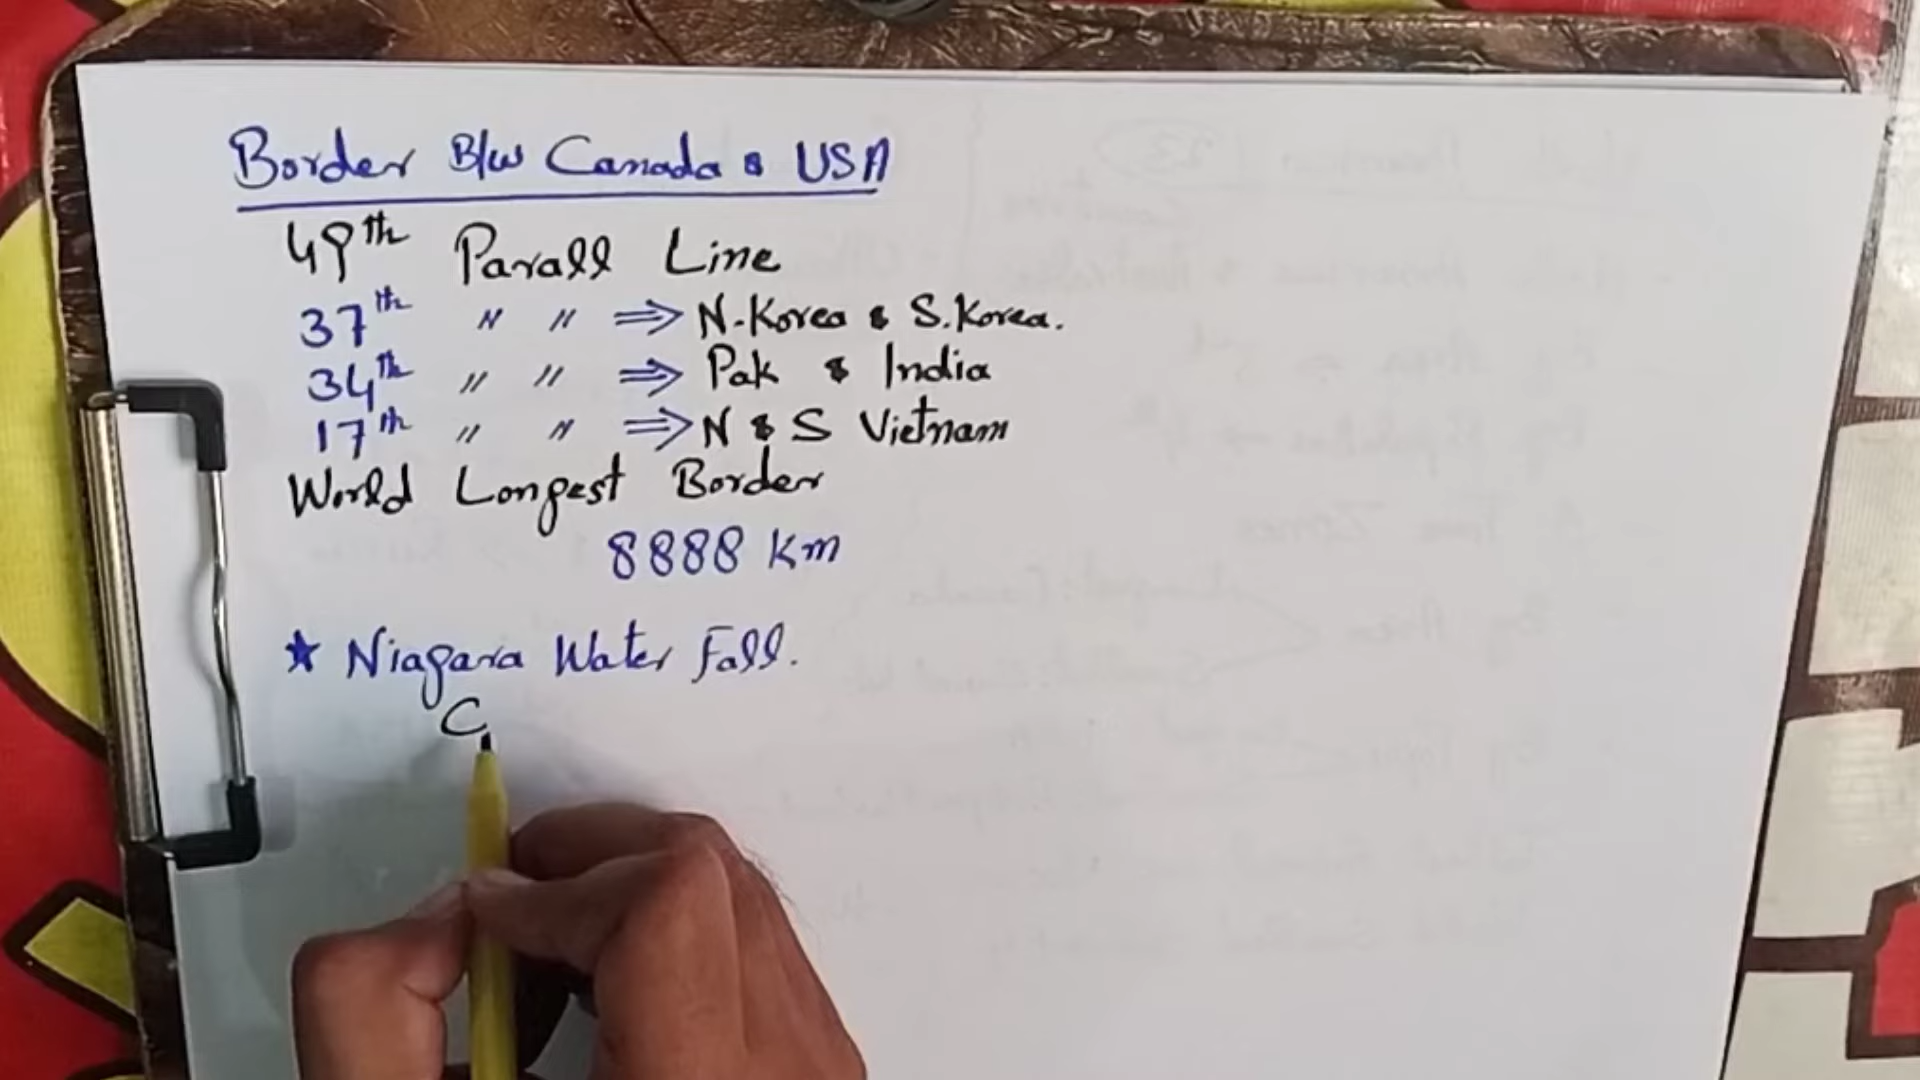 Border B/w Canada & USA
49th Parall Line
37th " " ⇒ N.Korea & S.Korea.
34th " " ⇒ Pak & India
17th " " ⇒ N & S Vietnam
World Longest Border
8888 Km
★ Niagara Water Fall.
C